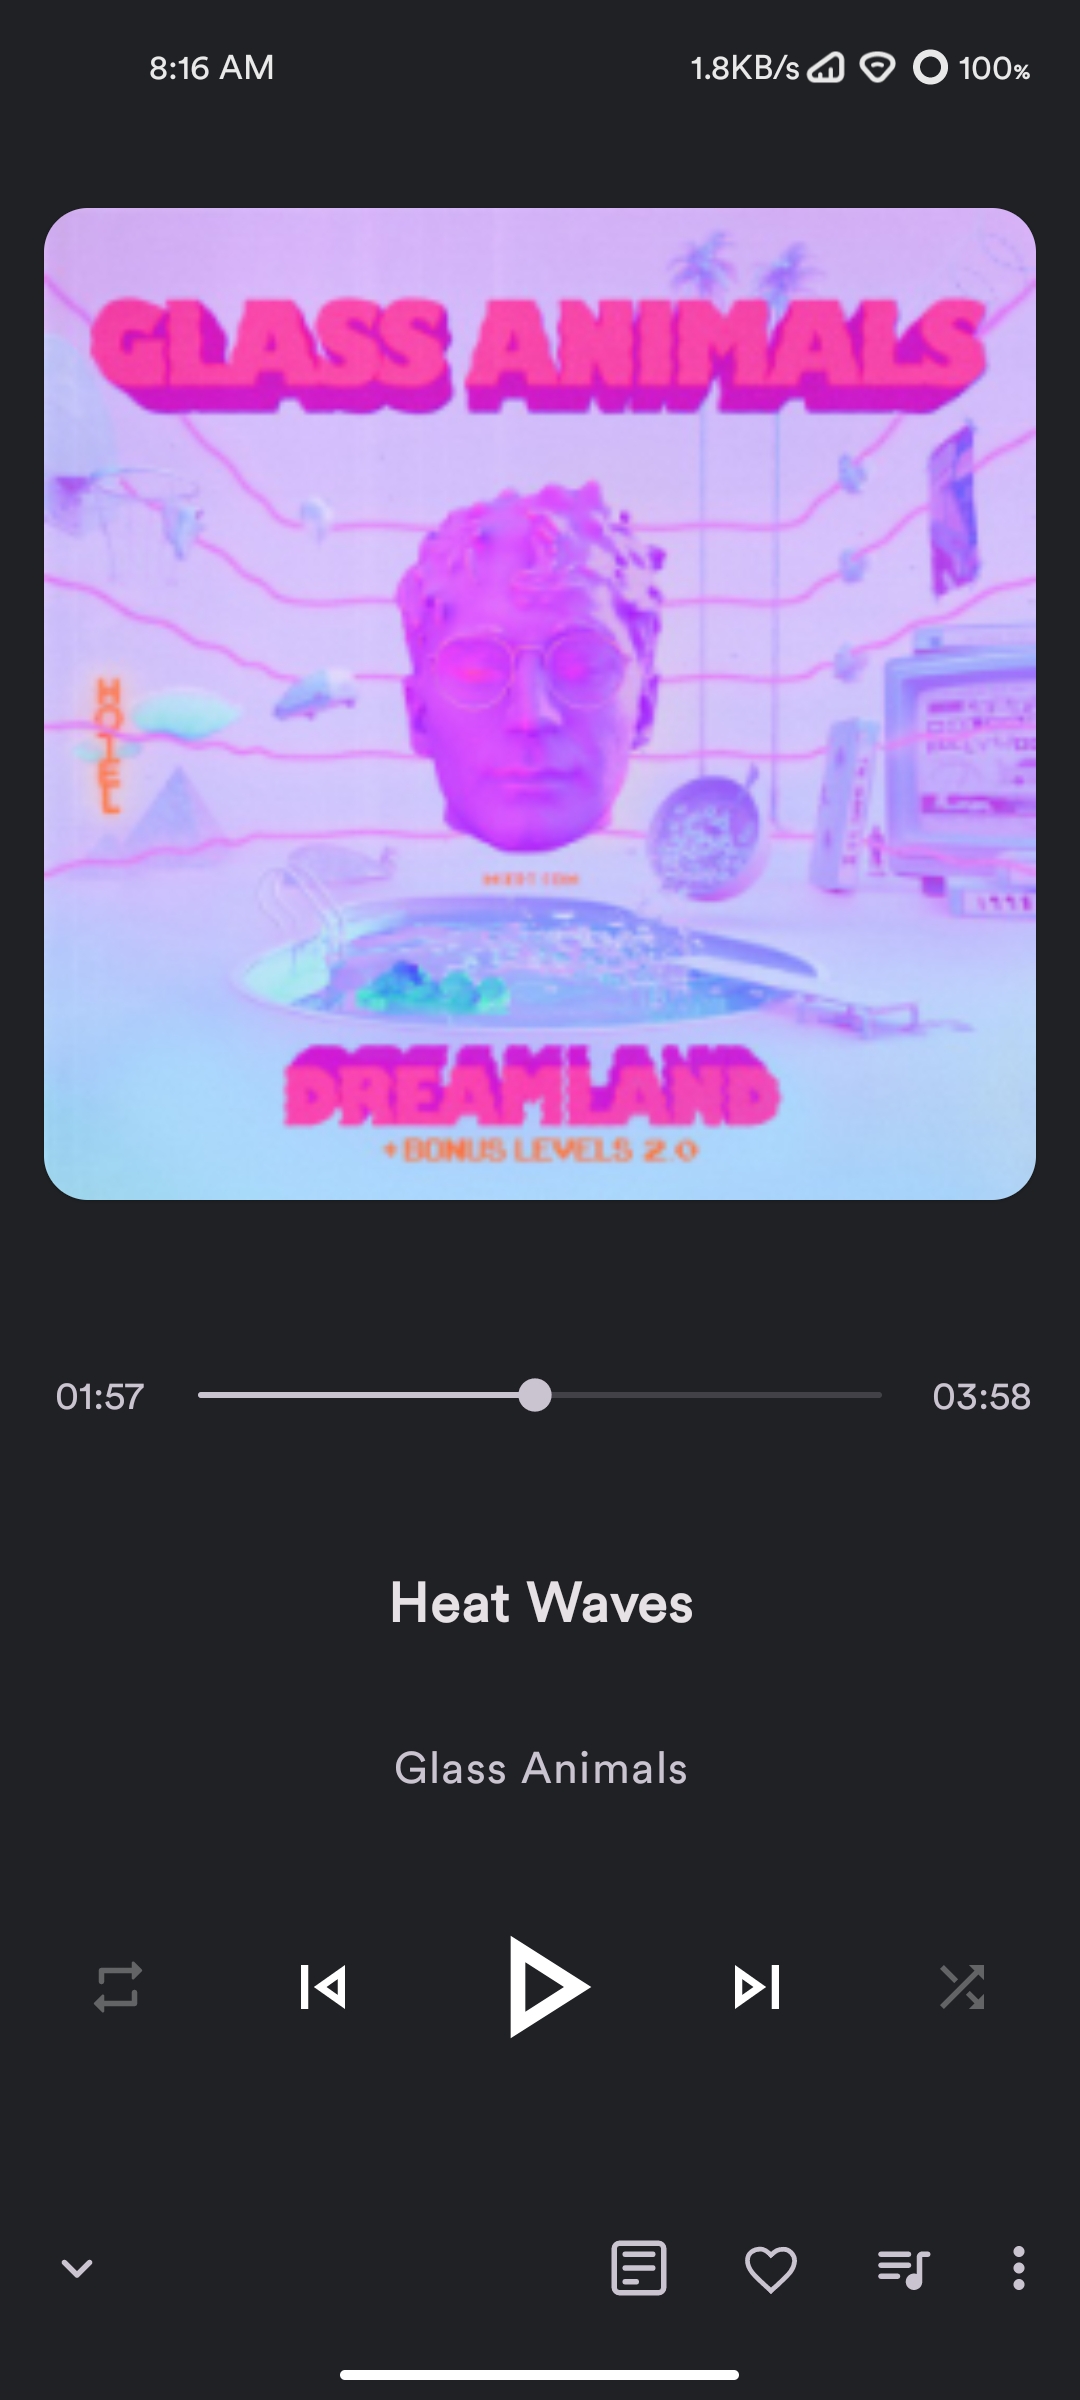 8:16 AM
1.8KB/s 100%
GLASS ANIMALS
HOTEL
1998
DREAMLAND
+BONUS LEVELS 2.0
01:57
03:58
Heat Waves
Glass Animals